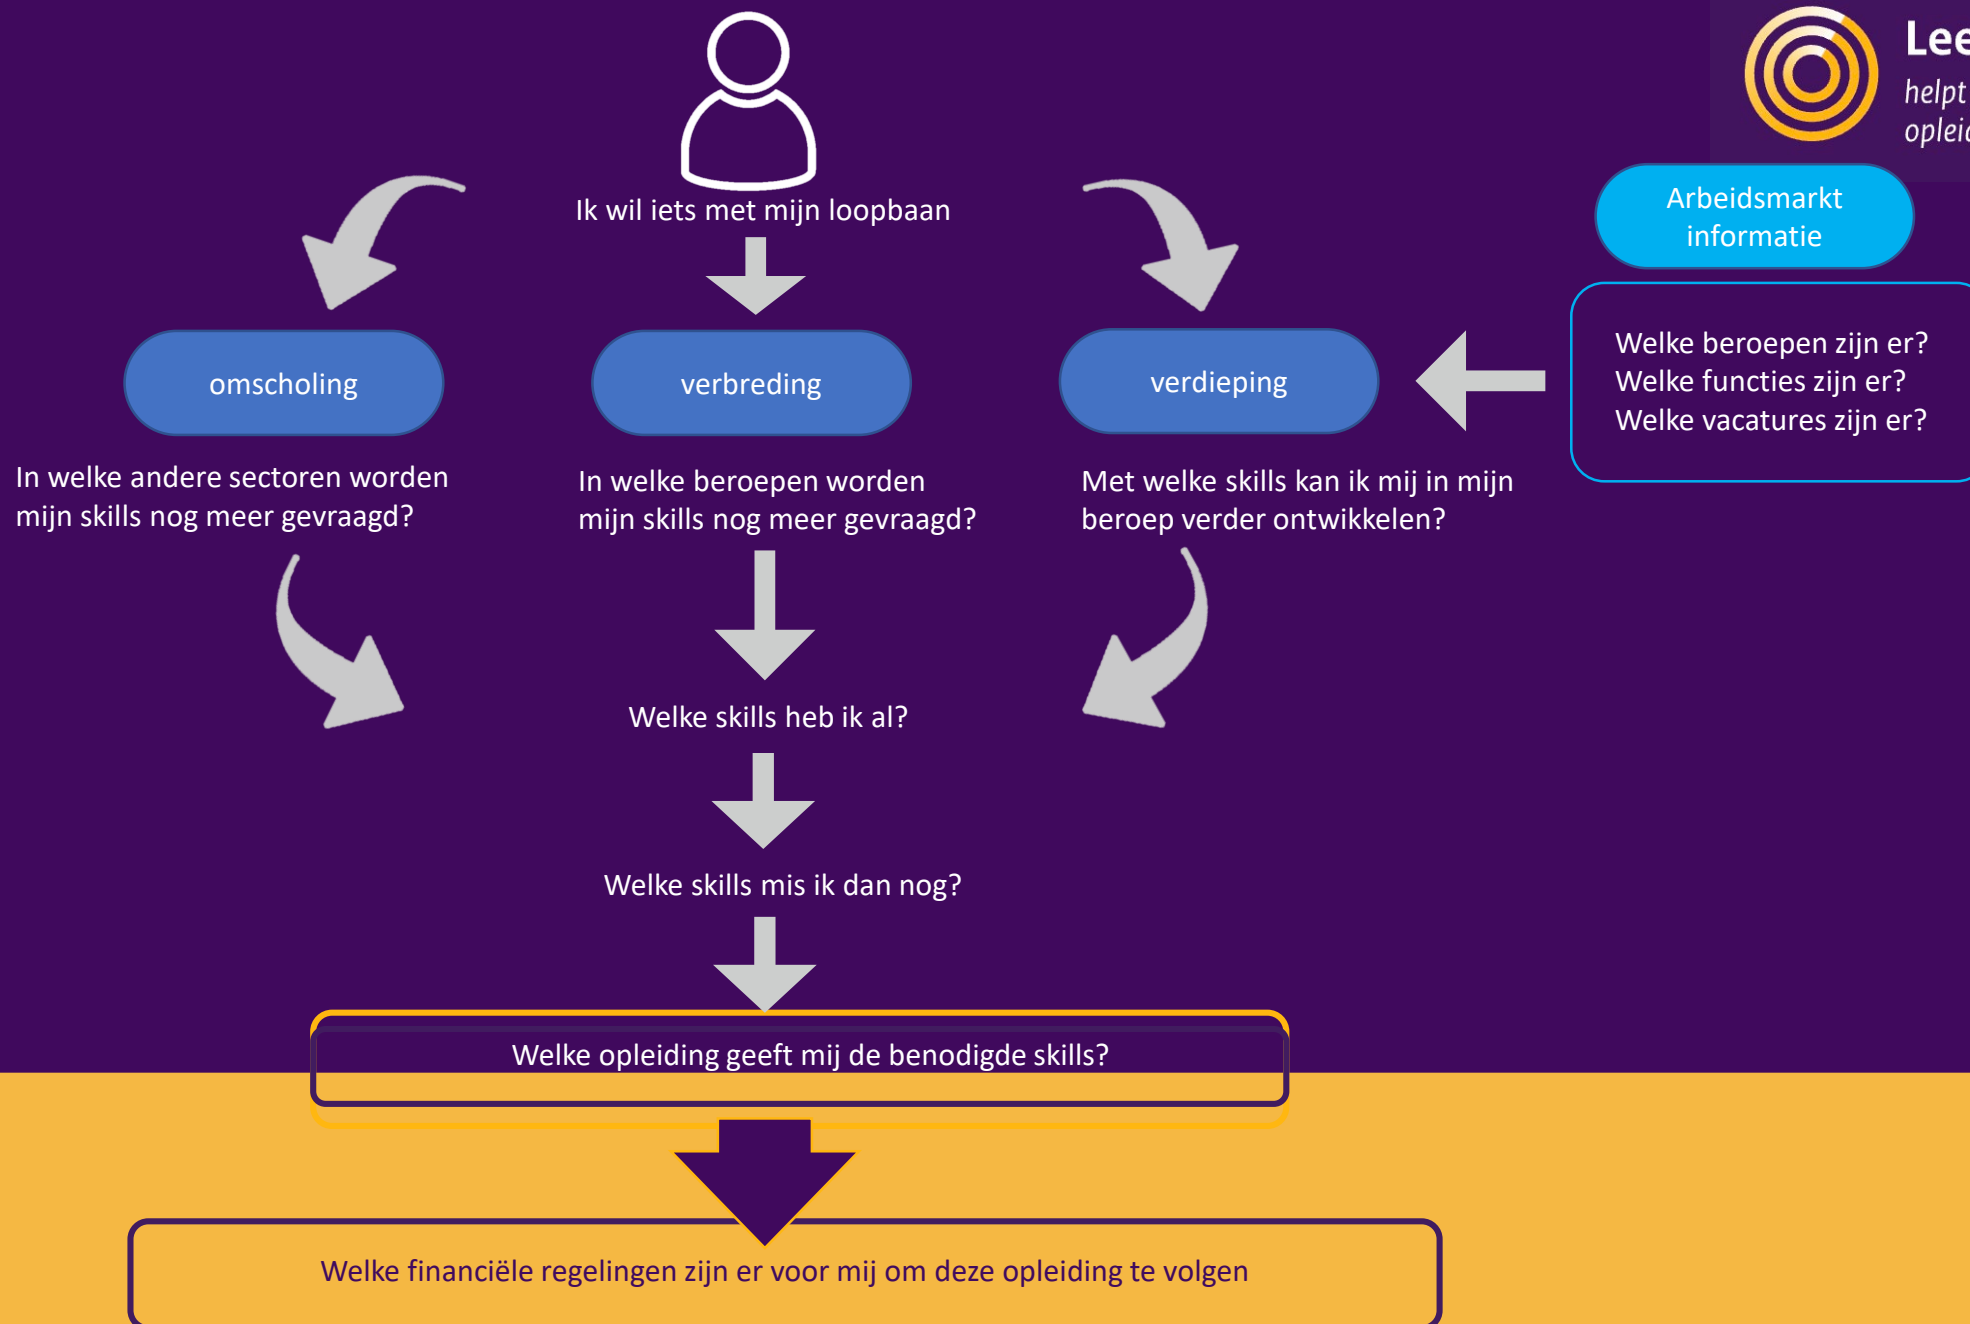 helpt
Ik wil iets met mijn loopbaan
Arbeidsmarkt
informatie
omscholing
verbreding
verdieping
Welke beroepen zijn er?
Welke functies zijn er?
Welke vacatures zijn er?
In welke andere sectoren worden
mijn skills nog meer gevraagd?
In welke beroepen worden
mijn skills nog meer gevraagd?
Met welke skills kan ik mij in mijn
beroep verder ontwikkelen?
Welke skills heb ik al?
Welke skills mis ik dan nog?
Welke opleiding geeft mij de benodigde skills?
Welke financiële regelingen zijn er voor mij om deze opleiding te volgen